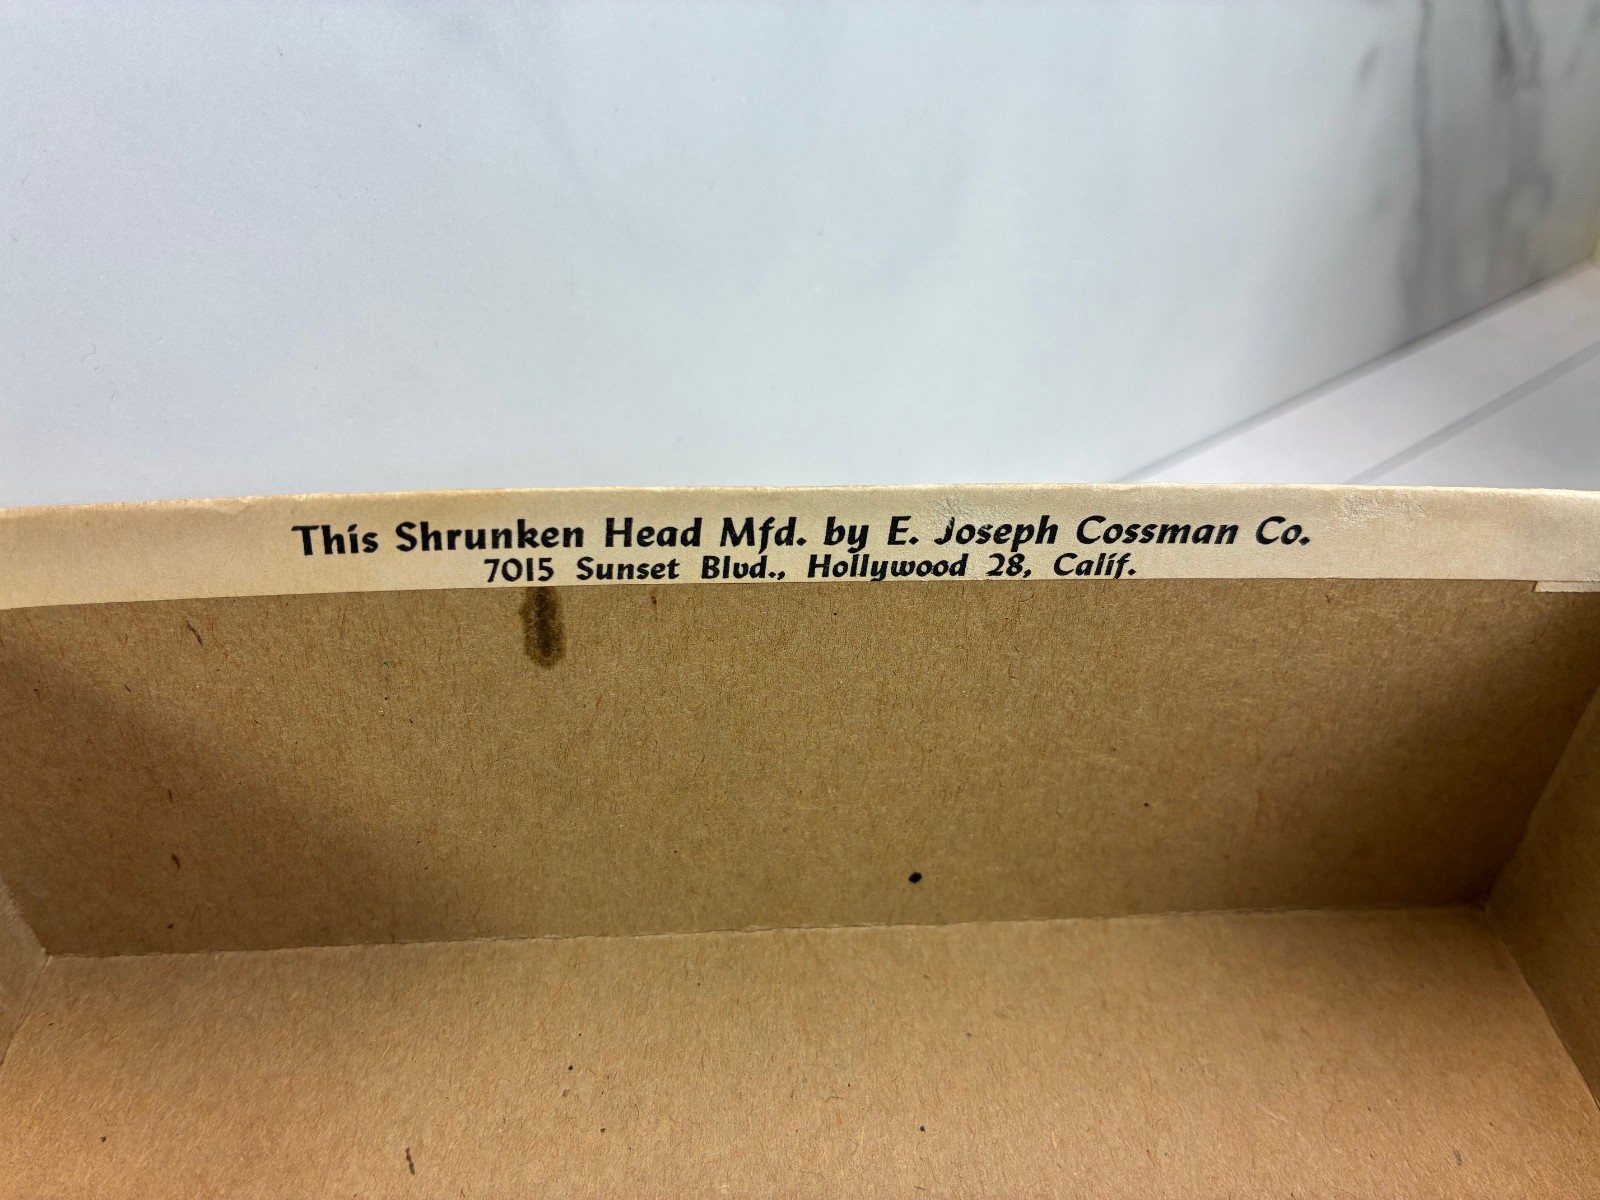 This Shrunken Head Mfd. by E. Joseph Cossman Co.
7015 Sunset Blvd., Hollywood 28, Calif.